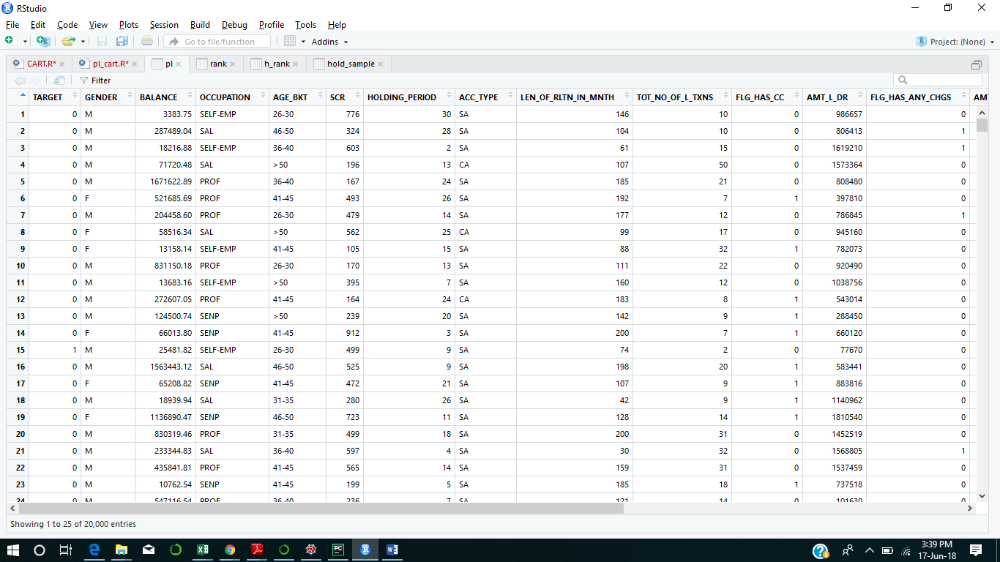 RStudio
File Edit Code View Plots Session Build Debug Profile Tools Help
Go to file/function Addins Project: (None)
CART.R* pl_cart.R* pl rank h_rank hold_sample
Filter
TARGET GENDER BALANCE OCCUPATION AGE_BKT SCR HOLDING_PERIOD ACC_TYPE LEN_OF_RLTN_IN_MNTH TOT_NO_OF_L_TXNS FLG_HAS_CC AMT_L_DR FLG_HAS_ANY_CHGS AM
1 0 M 3383.75 SELF-EMP 26-30 776 30 SA 146 10 0 986657 0
2 0 M 287489.04 SAL 46-50 324 28 SA 104 10 0 806413 1
3 0 M 18216.88 SELF-EMP 36-40 603 2 SA 61 15 0 1619210 1
4 0 M 71720.48 SAL >50 196 13 CA 107 50 0 1573364 0
5 0 M 1671622.89 PROF 36-40 167 24 SA 185 21 0 808480 0
6 0 F 521685.69 PROF 41-45 493 26 SA 192 7 1 397810 0
7 0 M 204458.60 PROF 26-30 479 14 SA 177 12 0 786845 1
8 0 F 58516.34 SAL >50 562 25 CA 99 17 0 945160 0
9 0 F 13158.14 SELF-EMP 41-45 105 15 SA 88 32 1 782073 0
10 0 M 831150.18 PROF 26-30 170 13 SA 111 22 0 920490 0
11 0 M 13683.16 SELF-EMP >50 395 7 SA 160 12 0 1038756 0
12 0 M 272607.05 PROF 41-45 164 24 CA 183 8 1 543014 0
13 0 M 124500.74 SENP >50 239 20 SA 142 9 1 288450 0
14 0 F 66013.80 SENP 41-45 912 3 SA 200 7 1 660120 0
15 1 M 25481.82 SELF-EMP 26-30 499 9 SA 74 2 0 77670 0
16 0 M 1563443.12 SAL 46-50 525 9 SA 198 20 1 583441 0
17 0 F 65208.82 SENP 41-45 472 21 SA 107 9 1 883816 0
18 0 M 18939.94 SAL 31-35 280 26 SA 42 9 1 1140962 0
19 0 F 1136890.47 SENP 46-50 723 11 SA 128 14 1 1810540 0
20 0 M 830319.46 PROF 31-35 499 18 SA 200 31 0 1452519 0
21 0 M 233344.83 SAL 36-40 597 4 SA 30 32 0 1568805 1
22 0 M 435841.81 PROF 41-45 565 14 SA 159 31 0 1537459 0
23 0 M 10762.54 SENP 41-45 199 5 SA 185 18 1 737518 0
24 0 M 547116.54 PROF 36-40 236 7 SA 121 14 0 101630 0
Showing 1 to 25 of 20,000 entries
3:39 PM
17-Jun-18